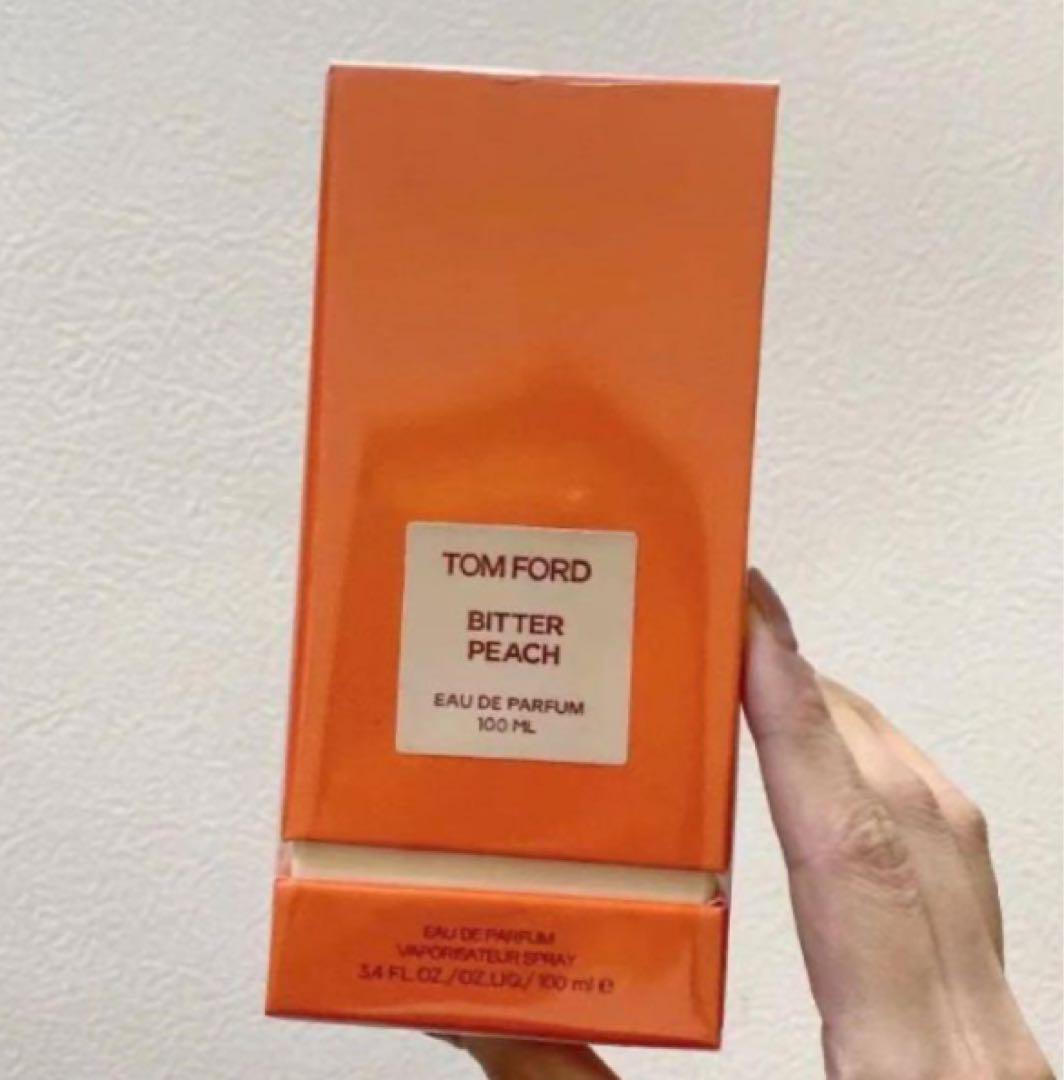 TOM FORD
BITTER
PEACH
EAU DE PARFUM
100 ML
EAU DE PARFUM
VAPORISATEUR SPRAY
3.4 FL.OZ./OZ.LIQ./ 100 ml e